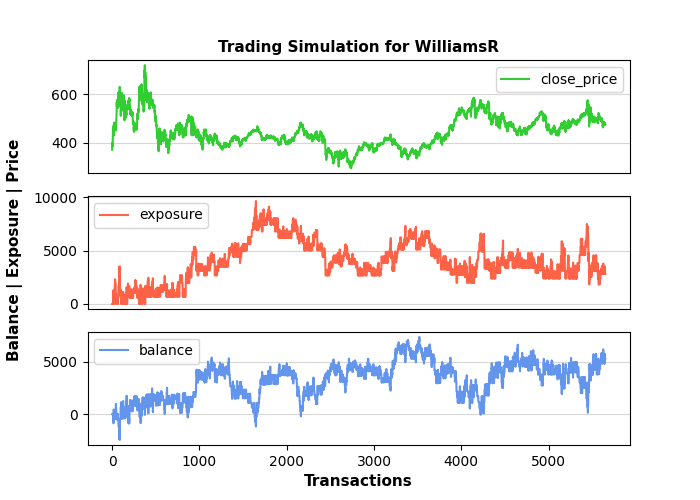 Trading Simulation for WilliamsR
close_price
600
400
exposure
10000
5000
0
balance
5000
0
0 1000 2000 3000 4000 5000
Transactions
Balance | Exposure | Price